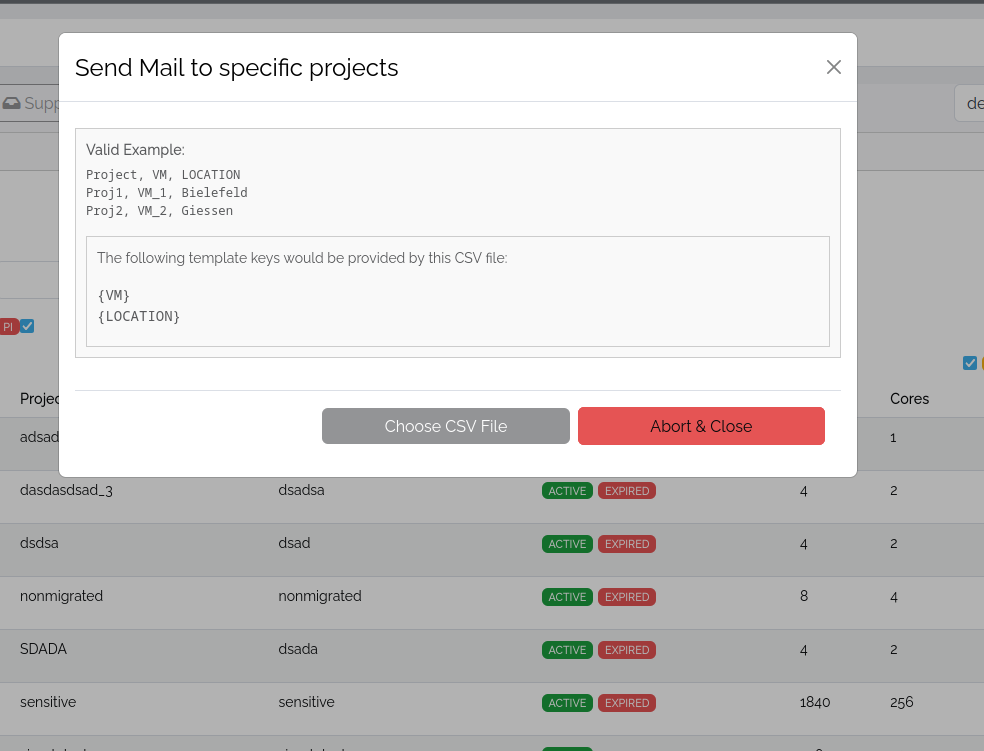 Send Mail to specific projects
Supp
de
Valid Example:
Project, VM, LOCATION
Proj1, VM_1, Bielefeld
Proj2, VM_2, Giessen
The following template keys would be provided by this CSV file:
{VM}
{LOCATION}
PI
Projec Cores
Choose CSV File Abort & Close
adsad 1
dasdasdsad_3 dsadsa ACTIVE EXPIRED 4 2
dsdsa dsad ACTIVE EXPIRED 4 2
nonmigrated nonmigrated ACTIVE EXPIRED 8 4
SDADA dsada ACTIVE EXPIRED 4 2
sensitive sensitive ACTIVE EXPIRED 1840 256